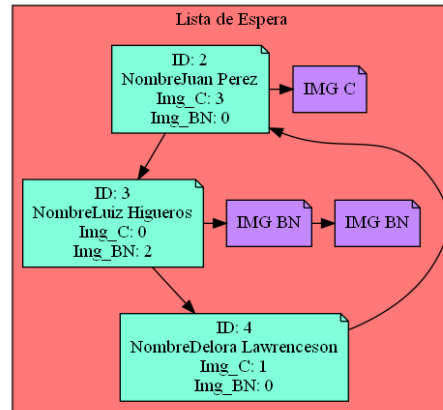 Lista de Espera
ID: 2
NombreJuan Perez
Img_C: 3
Img_BN: 0
IMG C
ID: 3
NombreLuiz Higueros
Img_C: 0
Img_BN: 2
IMG BN
IMG BN
ID: 4
NombreDelora Lawrenceson
Img_C: 1
Img_BN: 0